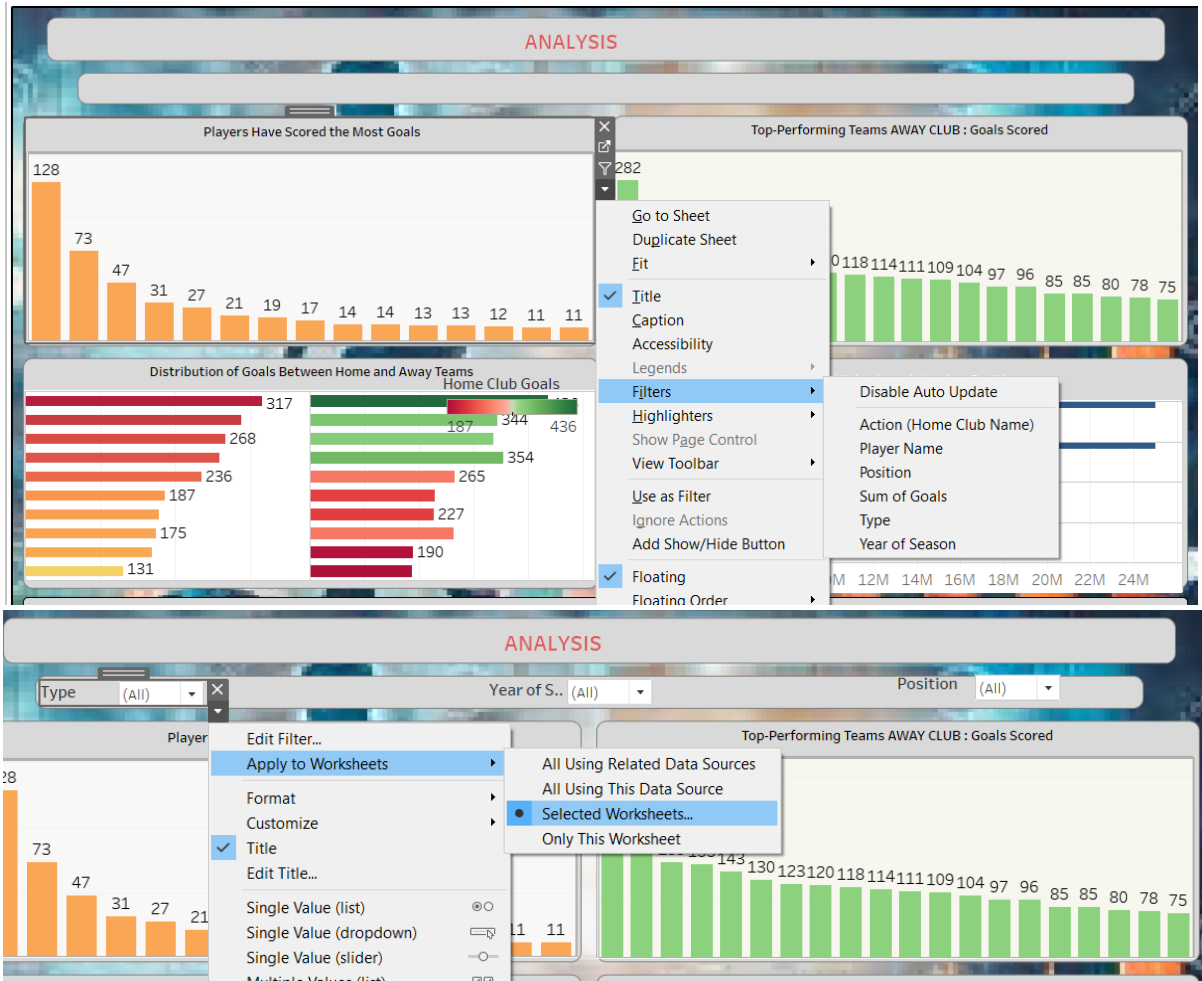 ANALYSIS
Players Have Scored the Most Goals
128
73
47
31
27
21
19
17
14
14
13
13
12
11
11
Top-Performing Teams AWAY CLUB : Goals Scored
282
0 118 114 111 109 104 97 96 85 85 80 78 75
Go to Sheet
Duplicate Sheet
Fit
Title
Caption
Accessibility
Legends
Filters
Highlighters
Show Page Control
View Toolbar
Use as Filter
Ignore Actions
Add Show/Hide Button
Floating
Floating Order
Disable Auto Update
Action (Home Club Name)
Player Name
Position
Sum of Goals
Type
Year of Season
Distribution of Goals Between Home and Away Teams
Home Club Goals
187 436
317
268
236
187
175
131
344
354
265
227
190
M 12M 14M 16M 18M 20M 22M 24M
ANALYSIS
Type (All)
Year of S.. (All)
Position (All)
Player
28
73
47
31
27
21
11
11
Edit Filter...
Apply to Worksheets
Format
Customize
Title
Edit Title...
Single Value (list)
Single Value (dropdown)
Single Value (slider)
Multiple Values (list)
All Using Related Data Sources
All Using This Data Source
Selected Worksheets...
Only This Worksheet
Top-Performing Teams AWAY CLUB : Goals Scored
143 130 123 120 118 114 111 109 104 97 96 85 85 80 78 75